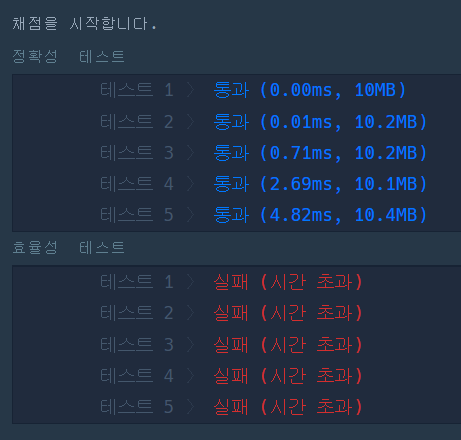 채점을 시작합니다.
정확성 테스트
테스트 1 〉 통과 (0.00ms, 10MB)
테스트 2 〉 통과 (0.01ms, 10.2MB)
테스트 3 〉 통과 (0.71ms, 10.2MB)
테스트 4 〉 통과 (2.69ms, 10.1MB)
테스트 5 〉 통과 (4.82ms, 10.4MB)
효율성 테스트
테스트 1 〉 실패 (시간 초과)
테스트 2 〉 실패 (시간 초과)
테스트 3 〉 실패 (시간 초과)
테스트 4 〉 실패 (시간 초과)
테스트 5 〉 실패 (시간 초과)